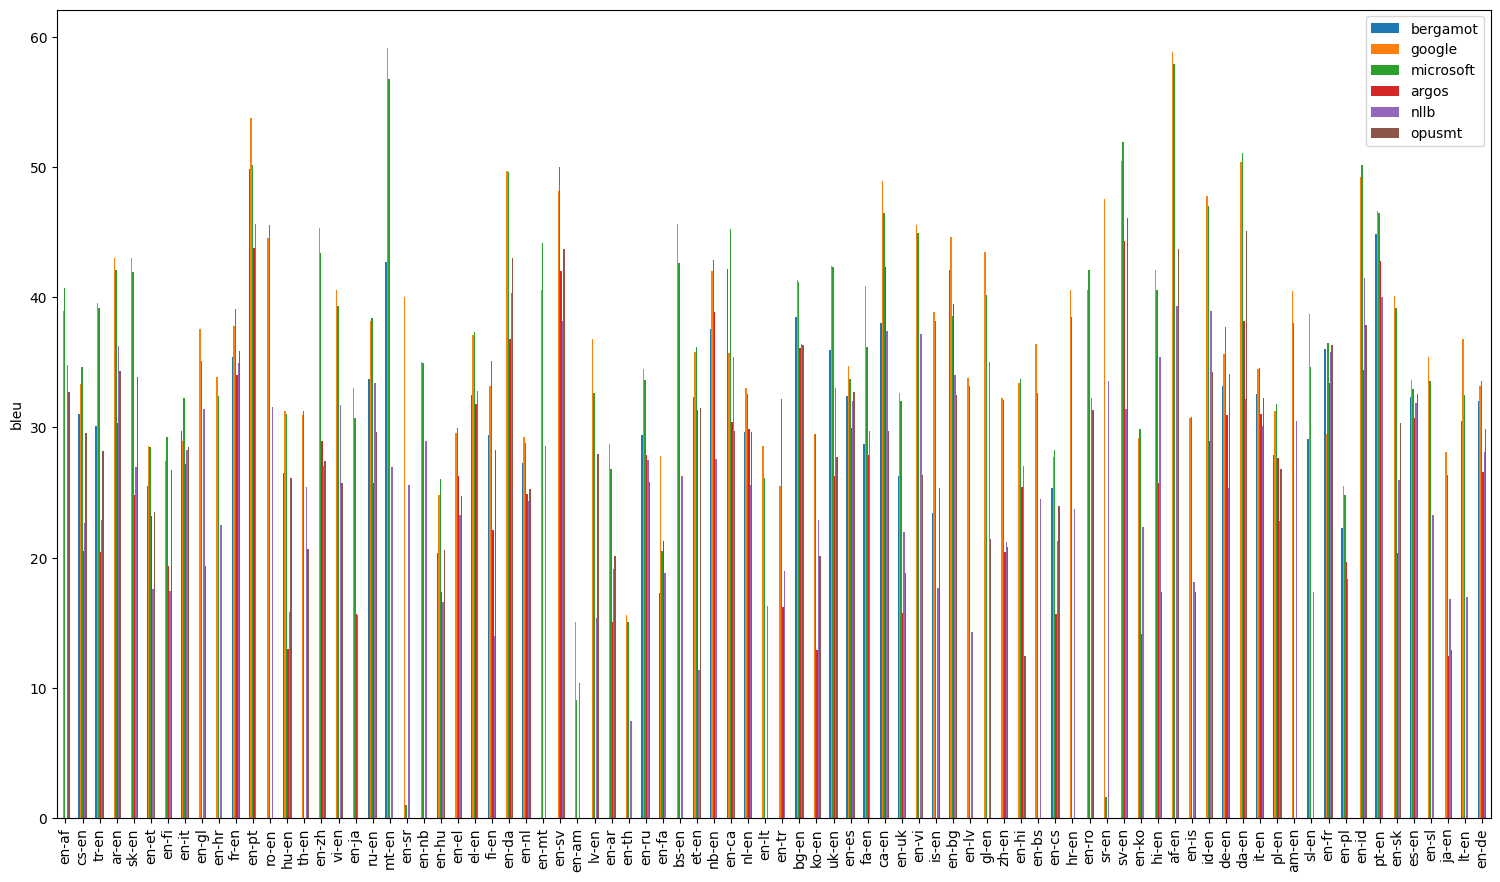 bleu
60
50
40
30
20
10
0
bergamot
google
microsoft
argos
nllb
opusmt
en-af
cs-en
tr-en
ar-en
sk-en
en-et
en-fi
en-it
en-gl
en-hr
fr-en
en-pt
ro-en
hu-en
th-en
en-zh
vi-en
en-ja
ru-en
mt-en
en-sr
en-nb
en-hu
en-el
el-en
fi-en
en-da
en-nl
en-mt
en-sv
en-am
lv-en
en-ar
en-th
en-ru
en-fa
bs-en
et-en
nb-en
en-ca
nl-en
en-lt
en-tr
bg-en
ko-en
uk-en
en-es
fa-en
ca-en
en-uk
en-vi
is-en
en-bg
en-lv
gl-en
zh-en
en-hi
en-bs
en-cs
hr-en
en-ro
sr-en
sv-en
en-ko
hi-en
af-en
en-is
id-en
de-en
da-en
it-en
pl-en
am-en
sl-en
en-fr
en-pl
en-id
pt-en
en-sk
es-en
en-sl
ja-en
lt-en
en-de